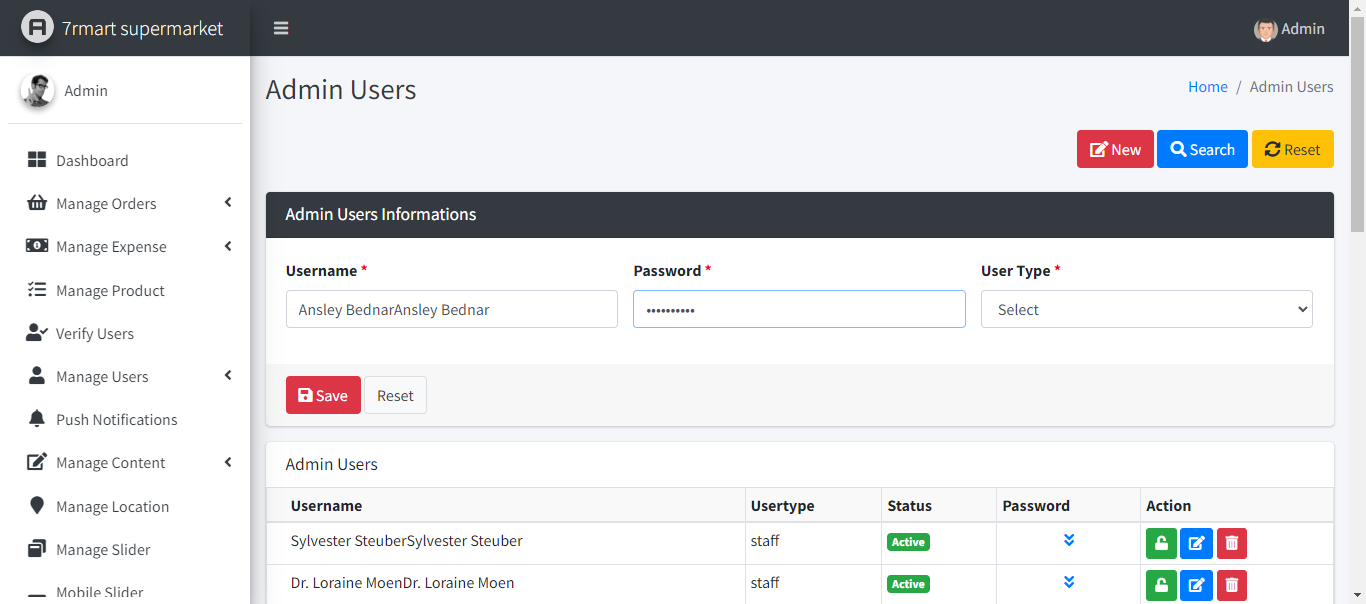 7rmart supermarket
Admin
Admin
Dashboard
Manage Orders
Manage Expense
Manage Product
Verify Users
Manage Users
Push Notifications
Manage Content
Manage Location
Manage Slider
Mobile Slider
Admin Users
Home / Admin Users
New Search Reset
Admin Users Informations
Username * Password * User Type *
Ansley BednarAnsley Bednar •••••••••• Select
Save Reset
Admin Users
Username Usertype Status Password Action
Sylvester SteuberSylvester Steuber staff Active
Dr. Loraine MoenDr. Loraine Moen staff Active